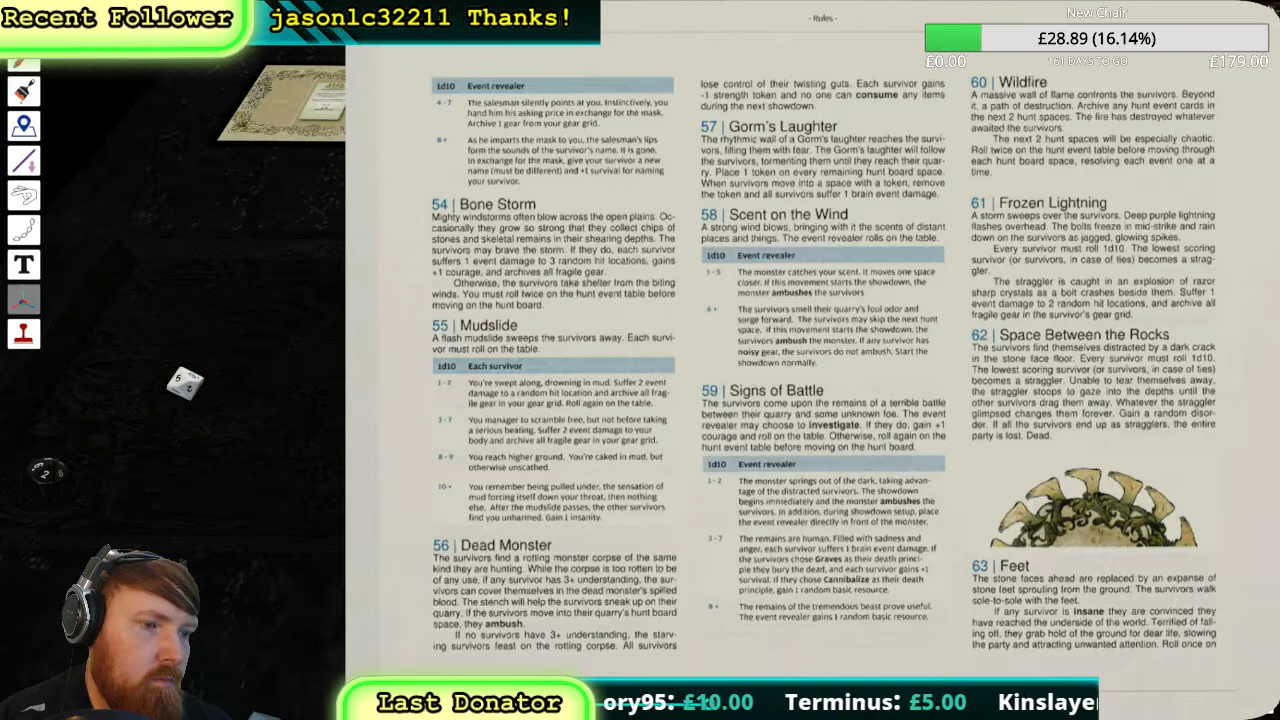 Recent Follower
jasonlc32211 Thanks!
- Rules -
New Chair
£28.89 (16.14%)
£0.00
161 DAYS TO GO
£179.00
T
1d10 Event revealer
4 - 7 The salesman silently points at you. Instinctively, you
hand him his asking price in exchange for the mask.
Archive 1 gear from your gear grid.
8+ As he imparts the mask to you, the salesman's lips
form the sounds of the survivor's name. It is gone.
In exchange for the mask, give your survivor a new
name (must be different) and +1 survival for naming
your survivor.
54 | Bone Storm
Mighty windstorms often blow across the open plains. Oc-
casionally they grow so strong that they collect chips of
stones and skeletal remains in their shearing depths. The
survivors may brave the storm. If they do, each survivor
suffers 1 event damage to 3 random hit locations, gains
+1 courage, and archives all fragile gear.
Otherwise, the survivors take shelter from the biting
winds. You must roll twice on the hunt event table before
moving on the hunt board.
55 | Mudslide
A flash mudslide sweeps the survivors away. Each survi-
vor must roll on the table.
1d10 Each survivor
1 - 2 You're swept along, drowning in mud. Suffer 2 event
damage to a random hit location and archive all frag-
ile gear in your gear grid. Roll again on the table.
3 - 7 You manager to scramble free, but not before taking
a serious beating. Suffer 2 event damage to your
body and archive all fragile gear in your gear grid.
8 - 9 You reach higher ground. You're caked in mud, but
otherwise unscathed.
10+ You remember being pulled under, the sensation of
mud forcing itself down your throat, then nothing
else. After the mudslide passes, the other survivors
find you unharmed. Gain 1 insanity.
56 | Dead Monster
The survivors find a rotting monster corpse of the same
kind they are hunting. While the corpse is too rotten to be
of any use, if any survivor has 3+ understanding, the sur-
vivors can cover themselves in the dead monster's spilled
blood. The stench will help the survivors sneak up on their
quarry. If the survivors move into their quarry's hunt board
space, they ambush.
If no survivors have 3+ understanding, the starv-
ing survivors feast on the rotting corpse. All survivors
lose control of their twisting guts. Each survivor gains
-1 strength token and no one can consume any items
during the next showdown.
57 | Gorm's Laughter
The rhythmic wall of a Gorm's laughter reaches the survi-
vors, filling them with fear. The Gorm's laughter will follow
the survivors, tormenting them until they reach their quar-
ry. Place 1 token on every remaining hunt board space.
When survivors move into a space with a token, remove
the token and all survivors suffer 1 brain event damage.
58 | Scent on the Wind
A strong wind blows, bringing with it the scents of distant
places and things. The event revealer rolls on the table.
1d10 Event revealer
1 - 5 The monster catches your scent. It moves one space
closer. If this movement starts the showdown, the
monster ambushes the survivors
6+ The survivors smell their quarry's foul odor and
surge forward. The survivors may skip the next hunt
space. If this movement starts the showdown, the
survivors ambush the monster. If any survivor has
noisy gear, the survivors do not ambush. Start the
showdown normally.
59 | Signs of Battle
The survivors come upon the remains of a terrible battle
between their quarry and some unknown foe. The event
revealer may choose to investigate. If they do, gain +1
courage and roll on the table. Otherwise, roll again on the
hunt event table before moving on the hunt board.
1d10 Event revealer
1 - 2 The monster springs out of the dark, taking advan-
tage of the distracted survivors. The showdown
begins immediately and the monster ambushes the
survivors. In addition, during showdown setup, place
the event revealer directly in front of the monster.
3 - 7 The remains are human. Filled with sadness and
anger, each survivor suffers 1 brain event damage. If
the survivors chose Graves as their death princi-
ple they bury the dead, and each survivor gains +1
survival. If they chose Cannibalize as their death
principle, gain 1 random basic resource.
8+ The remains of the tremendous beast prove useful.
The event revealer gains 1 random basic resource.
60 | Wildfire
A massive wall of flame confronts the survivors. Beyond
it, a path of destruction. Archive any hunt event cards in
the next 2 hunt spaces. The fire has destroyed whatever
awaited the survivors.
The next 2 hunt spaces will be especially chaotic.
Roll twice on the hunt event table before moving through
each hunt board space, resolving each event one at a
time.
61 | Frozen Lightning
A storm sweeps over the survivors. Deep purple lightning
flashes overhead. The bolts freeze in mid-strike and rain
down on the survivors as jagged, glowing spikes.
Every survivor must roll 1d10. The lowest scoring
survivor (or survivors, in case of ties) becomes a strag-
gler.
The straggler is caught in an explosion of razor
sharp crystals as a bolt crashes beside them. Suffer 1
event damage to 2 random hit locations, and archive all
fragile gear in the survivor's gear grid.
62 | Space Between the Rocks
The survivors find themselves distracted by a dark crack
in the stone face floor. Every survivor must roll 1d10.
The lowest scoring survivor (or survivors, in case of ties)
becomes a straggler. Unable to tear themselves away,
the straggler stoops to gaze into the depths until the
other survivors drag them away. Whatever the straggler
glimpsed changes them forever. Gain a random disor-
der. If all the survivors end up as stragglers, the entire
party is lost. Dead.
63 | Feet
The stone faces ahead are replaced by an expanse of
stone feet sprouting from the ground. The survivors walk
sole-to-sole with the feet.
If any survivor is insane they are convinced they
have reached the underside of the world. Terrified of fall-
ing off, they grab hold of the ground for dear life, slowing
the party and attracting unwanted attention. Roll once on
5
2
2
Last Donator
ory95: £10.00 Terminus: £5.00 Kinslaye